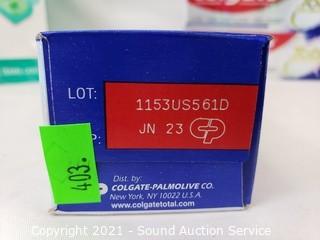 LOT:
1153US561D
JN 23 CP
403.
Dist. by:
COLGATE-PALMOLIVE CO.
New York, NY 10022 U.S.A.
www.colgatetotal.com
Copyright 2021 - Sound Auction Service